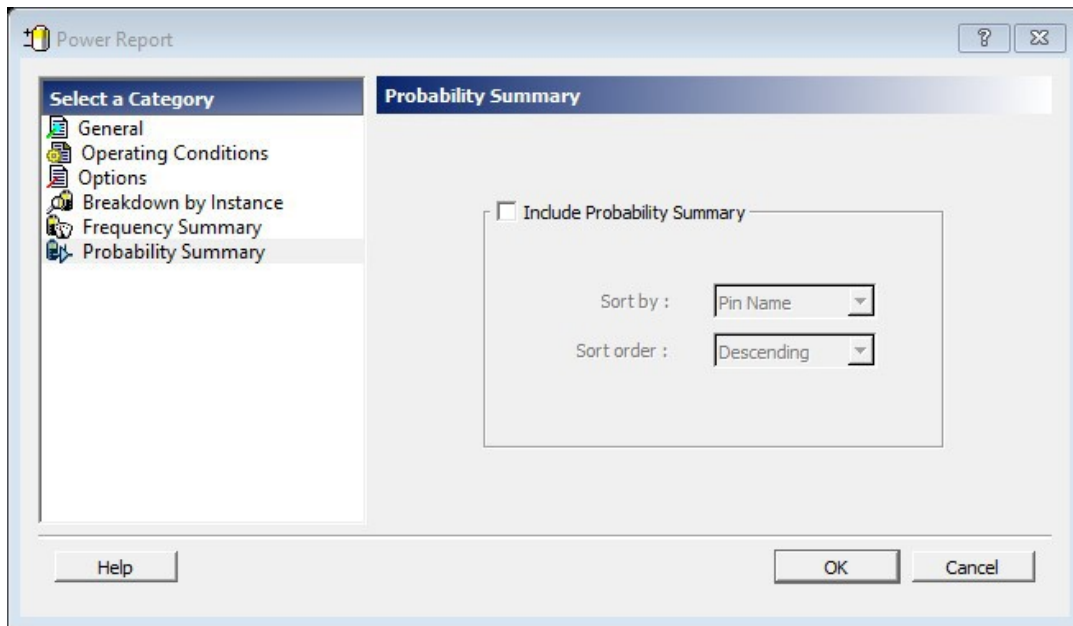 Power Report
Select a Category
General
Operating Conditions
Options
Breakdown by Instance
Frequency Summary
Probability Summary
Probability Summary
Include Probability Summary
Sort by : Pin Name
Sort order : Descending
Help OK Cancel